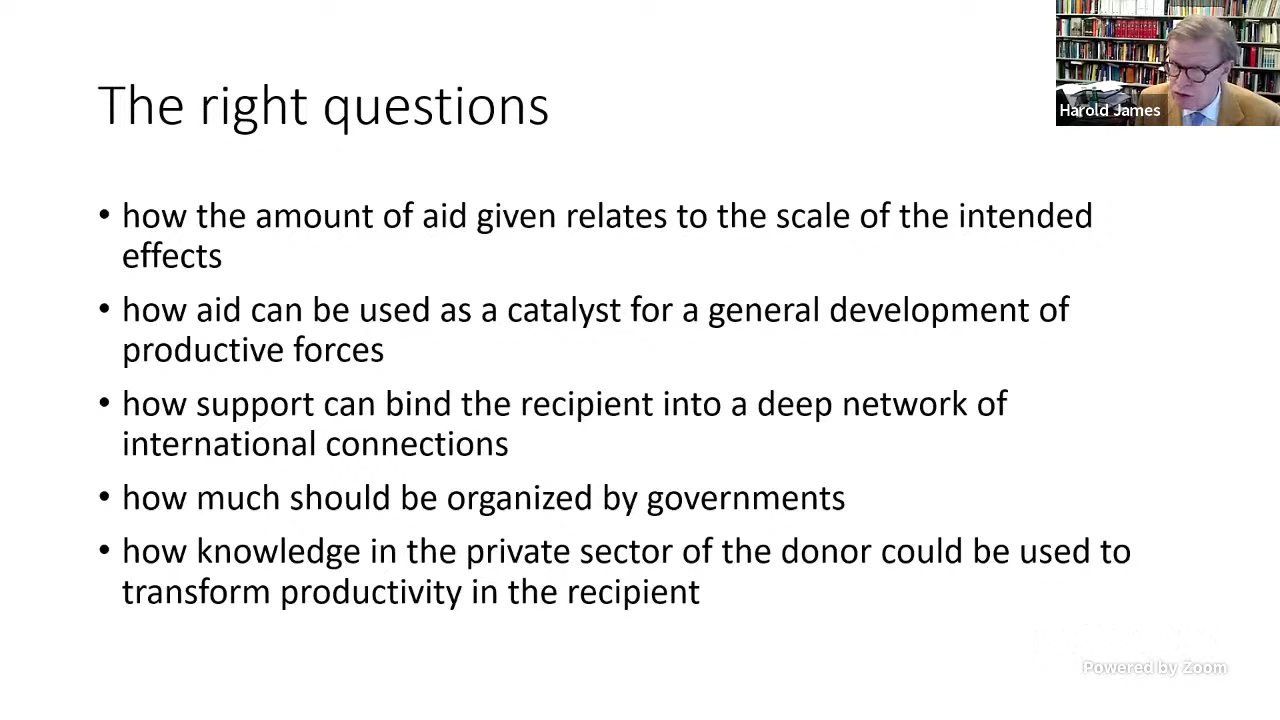 The right questions
Harold James
• how the amount of aid given relates to the scale of the intended
effects
• how aid can be used as a catalyst for a general development of
productive forces
• how support can bind the recipient into a deep network of
international connections
• how much should be organized by governments
• how knowledge in the private sector of the donor could be used to
transform productivity in the recipient
Powered by Zoom